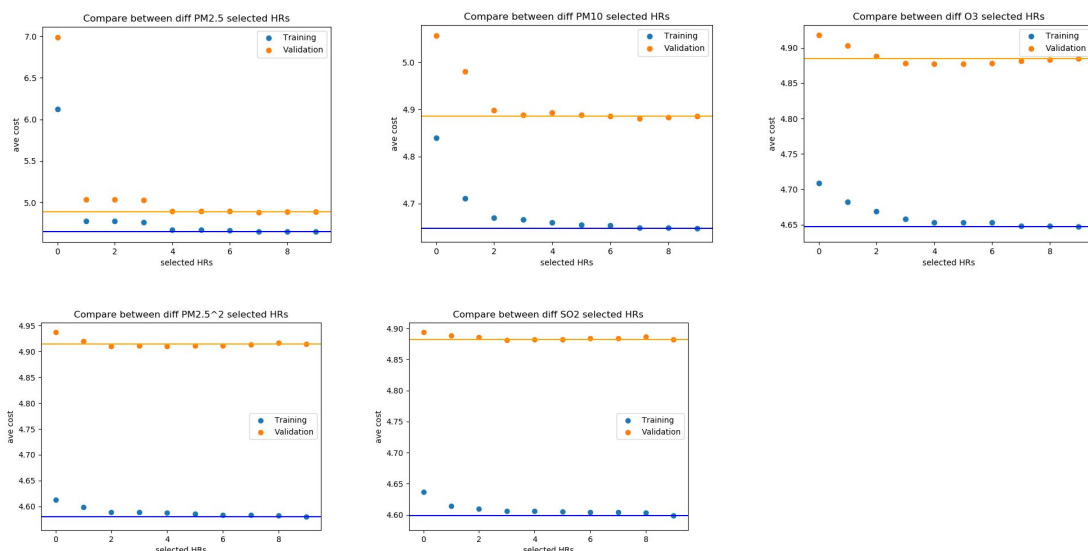 Compare between diff PM2.5 selected HRs
7.0
6.5
6.0
5.5
5.0
ave cost
Training
Validation
0 2 4 6 8
selected HRs
Compare between diff PM10 selected HRs
5.0
4.9
4.8
4.7
ave cost
Training
Validation
0 2 4 6 8
selected HRs
Compare between diff O3 selected HRs
4.90
4.85
4.80
4.75
4.70
4.65
ave cost
Training
Validation
0 2 4 6 8
selected HRs
Compare between diff PM2.5^2 selected HRs
4.95
4.90
4.85
4.80
4.75
4.70
4.65
4.60
ave cost
Training
Validation
0 2 4 6 8
selected HRs
Compare between diff SO2 selected HRs
4.90
4.85
4.80
4.75
4.70
4.65
4.60
ave cost
Training
Validation
0 2 4 6 8
selected HRs